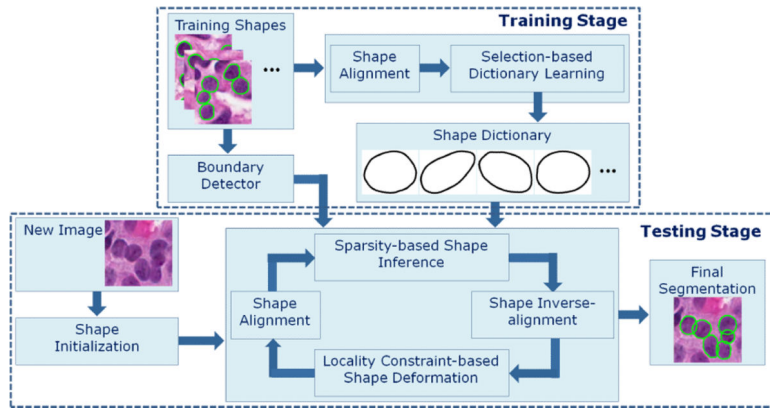 Training Stage
Training Shapes
...
Shape
Alignment
Selection-based
Dictionary Learning
Shape Dictionary
...
Boundary
Detector
Testing Stage
New Image
Shape
Initialization
Sparsity-based Shape
Inference
Shape
Alignment
Shape Inverse-
alignment
Locality Constraint-based
Shape Deformation
Final
Segmentation